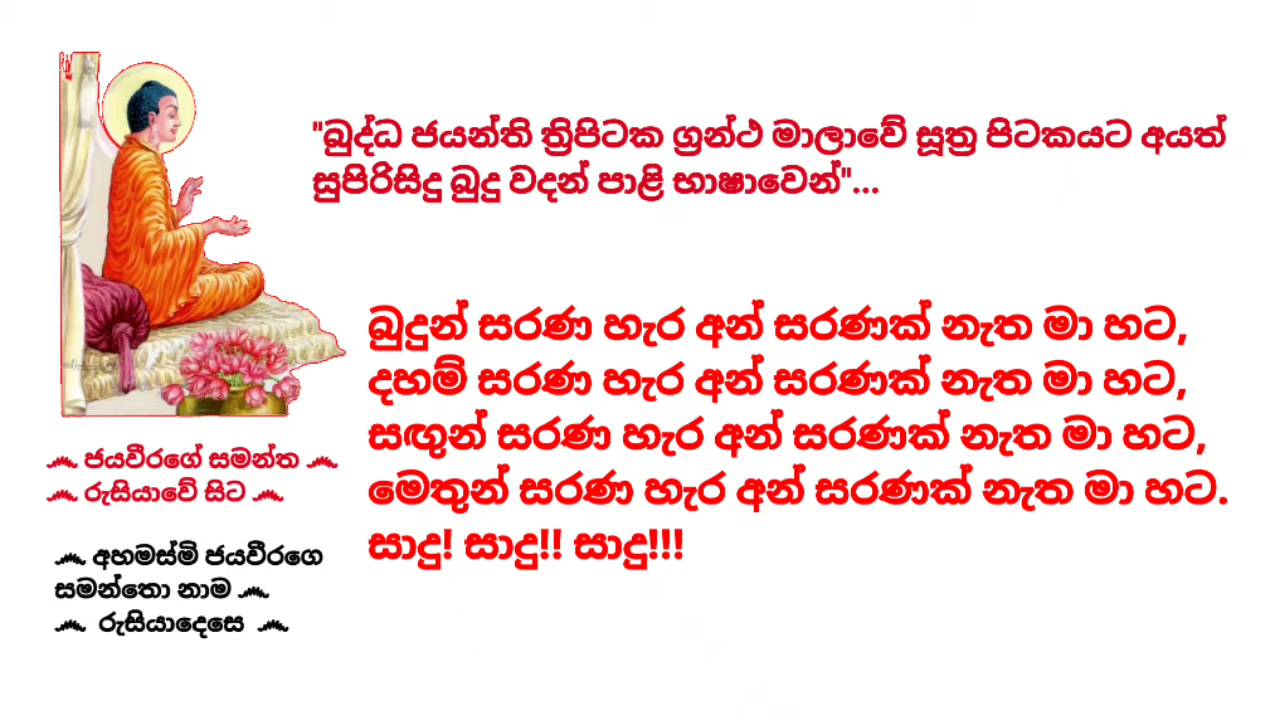 "බුද්ධ ජයන්ති ත්‍රිපිටක ග්‍රන්ථ මාලාවේ සූත්‍ර පිටකයට අයත්
සුපිරිසිදු බුදු වදන් පාළි භාෂාවෙන්"...
බුදුන් සරණ හැර අන් සරණක් නැත මා හට,
දහම් සරණ හැර අන් සරණක් නැත මා හට,
සඟුන් සරණ හැර අන් සරණක් නැත මා හට,
මෙතුන් සරණ හැර අන් සරණක් නැත මා හට.
සාදු! සාදු!! සාදු!!!
෴ ජයවීරගේ සමන්ත ෴
෴ රුසියාවේ සිට ෴
෴ අහමස්මි ජයවීරගෙ
සමන්තො නාම ෴
෴ රුසියාදෙසෙ ෴